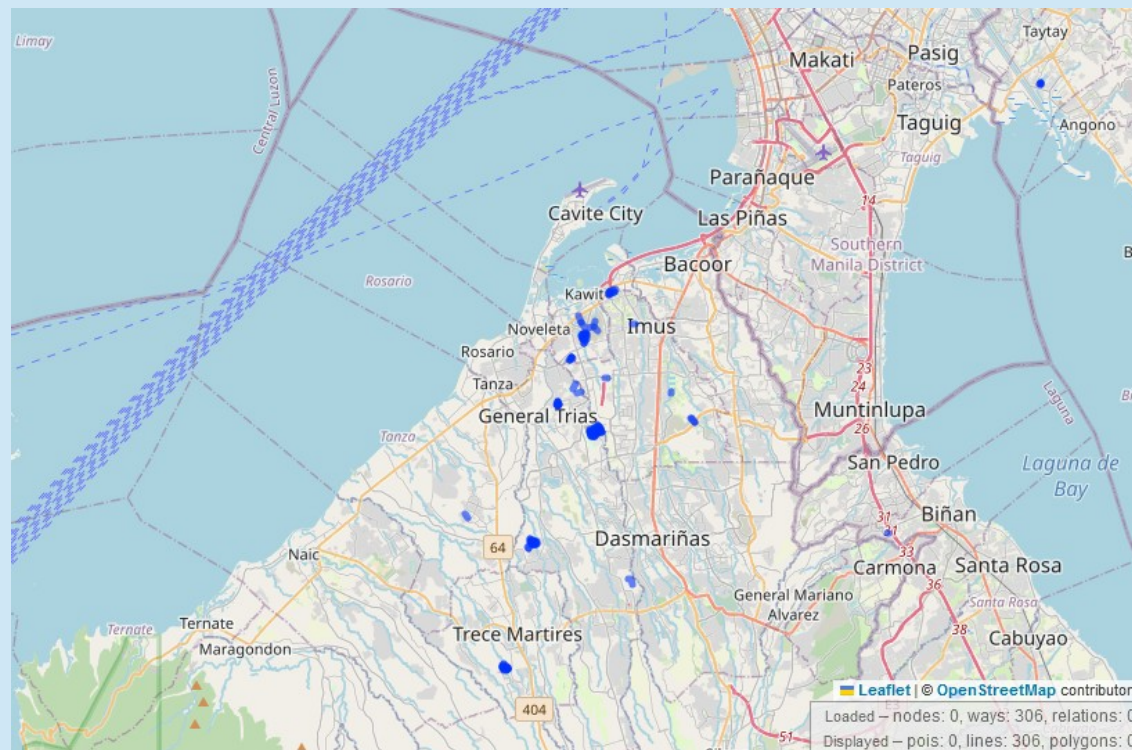 Limay
Central Luzon
Makati
Pasig
Taytay
Pateros
Taguig
Angono
Taguig
Parañaque
14
Cavite City
Las Piñas
Southern
Manila District
Bacoor
Rosario
Kawit
Noveleta
Imus
Rosario
23
24
Tanza
Laguna
General Trias
Muntinlupa
26
Tanza
San Pedro
Laguna de
Bay
31
Biñan
64
Dasmariñas
33
Naic
Carmona
Santa Rosa
36
General Mariano
Alvarez
Santa Rosa
Ternate
Ternate
Trece Martires
38
Cabuyao
Maragondon
404
E3
51
Leaflet | © OpenStreetMap contributor
Loaded – nodes: 0, ways: 306, relations: 0
Displayed – pois: 0, lines: 306, polygons: 0